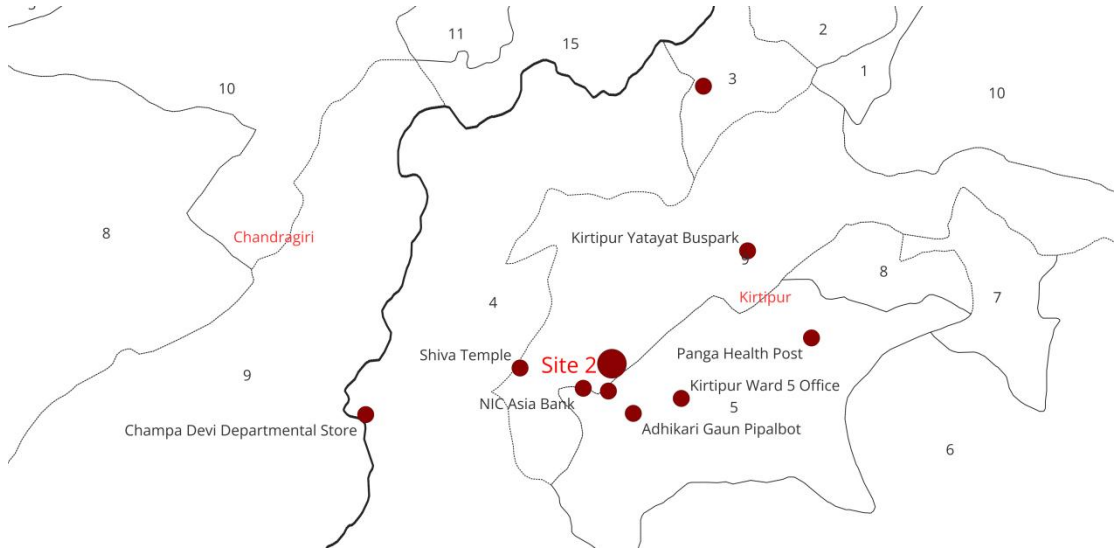 11
15
2
3
1
10
10
8
Chandragiri
Kirtipur Yatayat Buspark
9
8
7
Kirtipur
4
Shiva Temple
Site 2
Panga Health Post
9
NIC Asia Bank
Kirtipur Ward 5 Office
5
Champa Devi Departmental Store
Adhikari Gaun Pipalbot
6